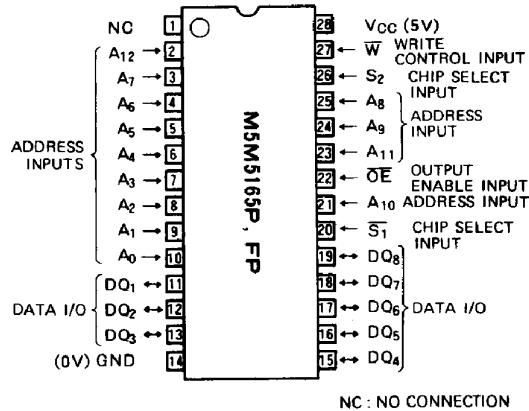 NC 1
A12 2
A7 3
A6 4
A5 5
A4 6
A3 7
A2 8
A1 9
A0 10
ADDRESS
INPUTS
DQ1 11
DQ2 12
DQ3 13
DATA I/O
(0V) GND 14
M5M5165P, FP
28 VCC (5V)
27 W̅ WRITE
CONTROL INPUT
26 S2 CHIP SELECT
INPUT
25 A8
24 A9
23 A11
ADDRESS
INPUT
22 O̅E̅ OUTPUT
ENABLE INPUT
21 A10 ADDRESS INPUT
20 S̅1̅ CHIP SELECT
INPUT
19 DQ8
18 DQ7
17 DQ6
16 DQ5
15 DQ4
DATA I/O
NC : NO CONNECTION